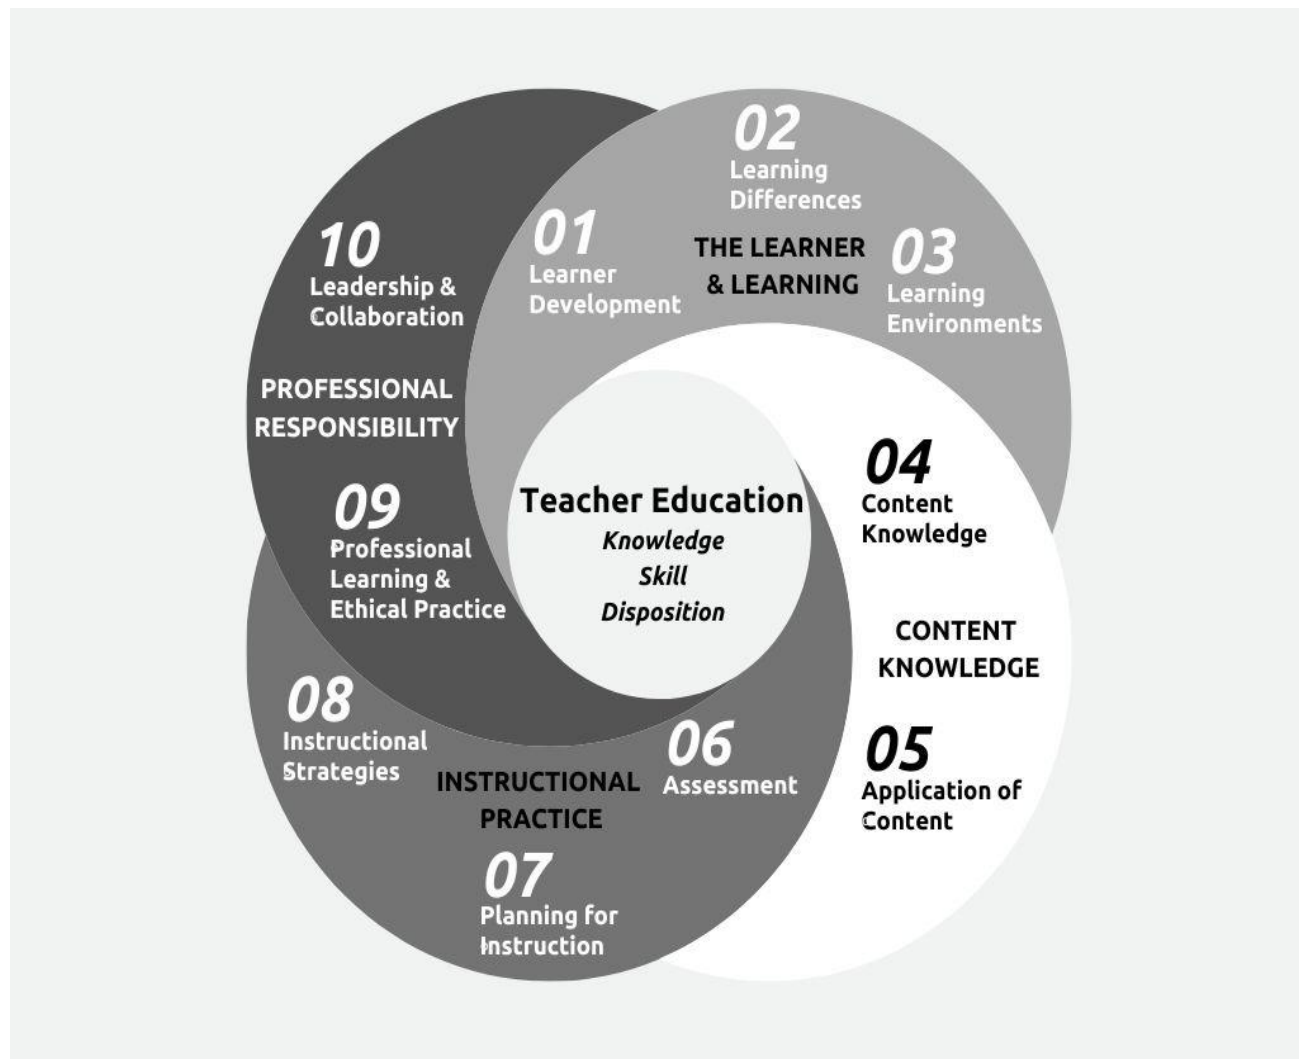 01
Learner
Development
02
Learning
Differences
THE LEARNER
& LEARNING
03
Learning
Environments
04
Content
Knowledge
CONTENT
KNOWLEDGE
05
Application of
Content
06
Assessment
INSTRUCTIONAL
PRACTICE
07
Planning for
Instruction
08
Instructional
Strategies
09
Professional
Learning &
Ethical Practice
PROFESSIONAL
RESPONSIBILITY
10
Leadership &
Collaboration
Teacher Education
Knowledge
Skill
Disposition